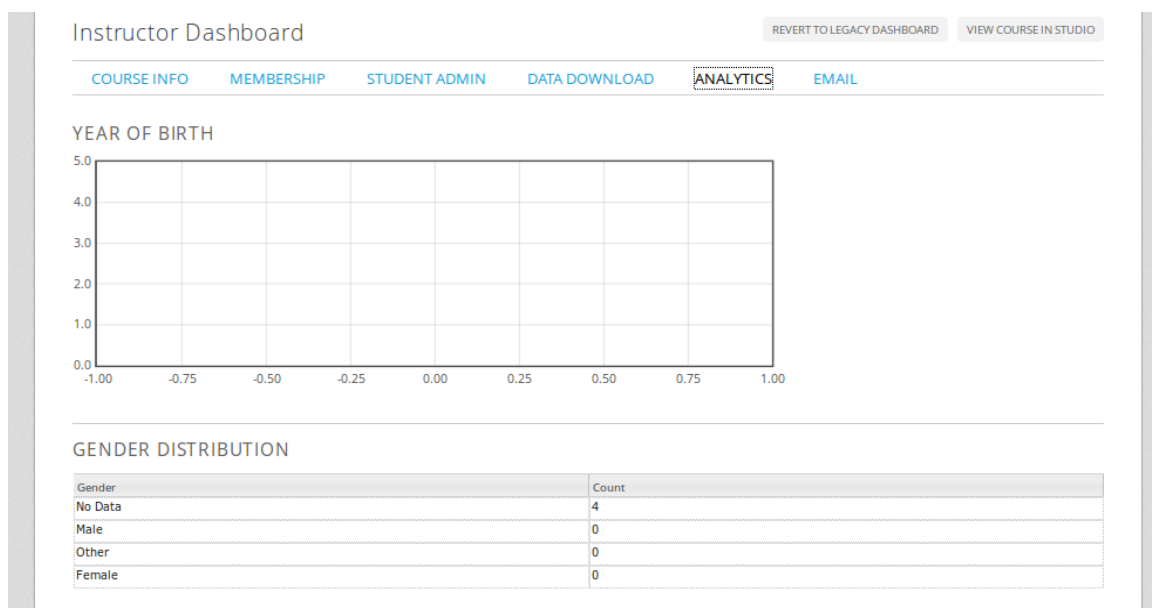 Instructor Dashboard
REVERT TO LEGACY DASHBOARD
VIEW COURSE IN STUDIO
COURSE INFO MEMBERSHIP STUDENT ADMIN DATA DOWNLOAD ANALYTICS EMAIL
YEAR OF BIRTH
5.0
4.0
3.0
2.0
1.0
0.0
-1.00 -0.75 -0.50 -0.25 0.00 0.25 0.50 0.75 1.00
GENDER DISTRIBUTION
Gender Count
No Data 4
Male 0
Other 0
Female 0